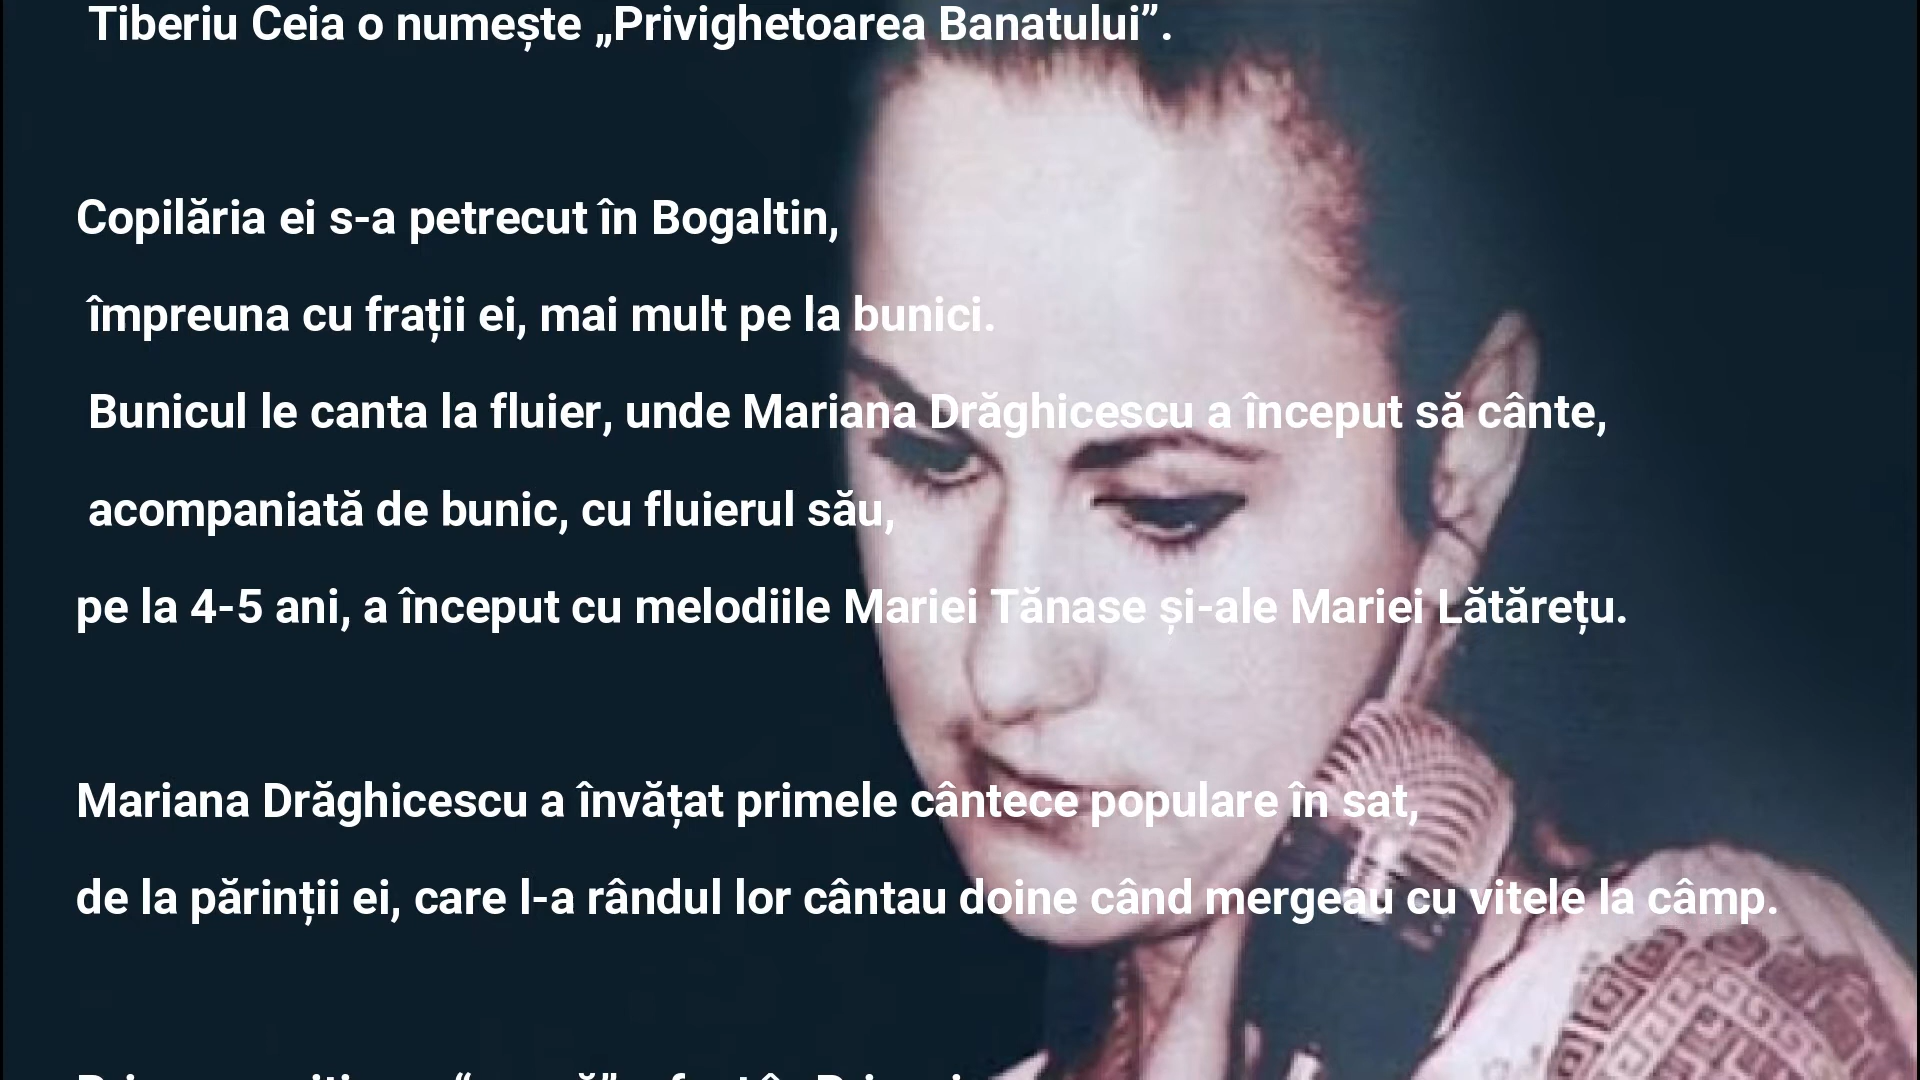 Tiberiu Ceia o numește „Privighetoarea Banatului”.
Copilăria ei s-a petrecut în Bogaltin,
împreuna cu frații ei, mai mult pe la bunici.
Bunicul le canta la fluier, unde Mariana Drăghicescu a început să cânte,
acompaniată de bunic, cu fluierul său,
pe la 4-5 ani, a început cu melodiile Mariei Tănase și-ale Mariei Lătărețu.
Mariana Drăghicescu a învățat primele cântece populare în sat,
de la părinții ei, care l-a rândul lor cântau doine când mergeau cu vitele la câmp.